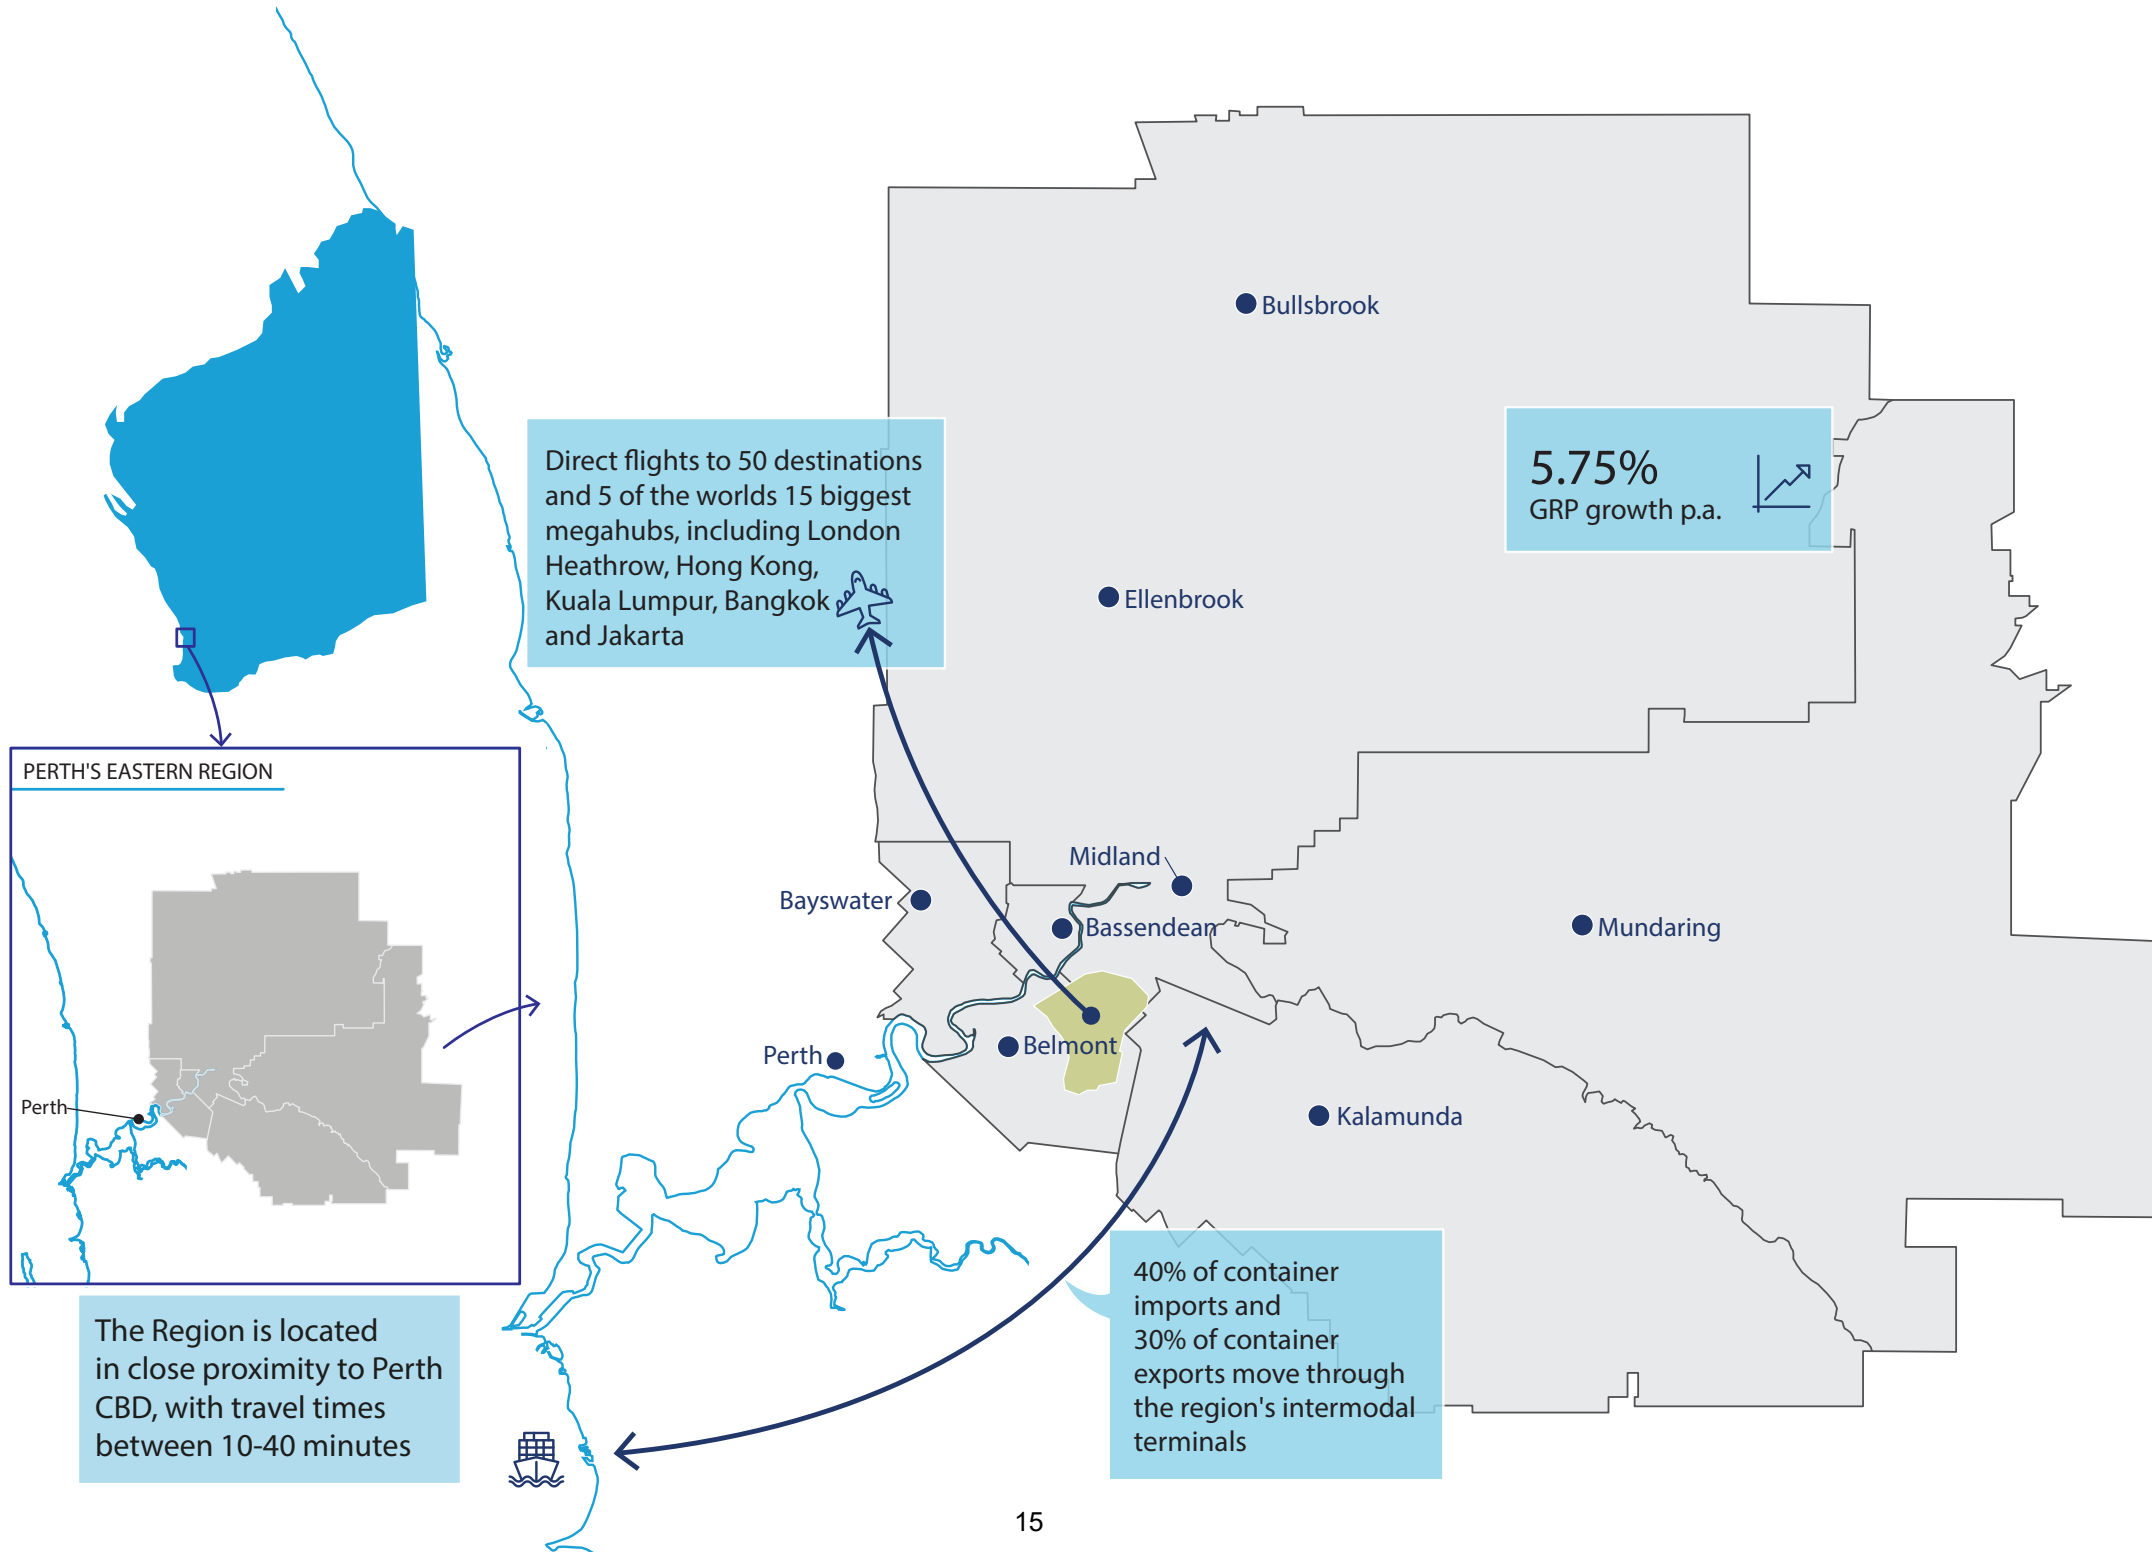 Bullsbrook
Direct flights to 50 destinations
and 5 of the worlds 15 biggest
megahubs, including London
Heathrow, Hong Kong,
Kuala Lumpur, Bangkok
and Jakarta
5.75%
GRP growth p.a.
Ellenbrook
PERTH'S EASTERN REGION
Perth
Midland
Bayswater
Bassendean
Mundaring
Perth
Belmont
Kalamunda
The Region is located
in close proximity to Perth
CBD, with travel times
between 10-40 minutes
40% of container
imports and
30% of container
exports move through
the region's intermodal
terminals
15